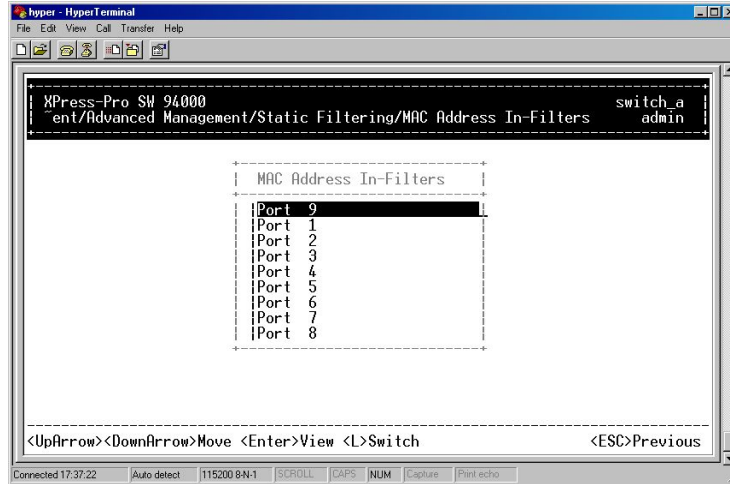 hyper - HyperTerminal
File Edit View Call Transfer Help
XPress-Pro SW 94000 switch_a
~ent/Advanced Management/Static Filtering/MAC Address In-Filters admin
MAC Address In-Filters
Port 9
Port 1
Port 2
Port 3
Port 4
Port 5
Port 6
Port 7
Port 8
<UpArrow><DownArrow>Move <Enter>View <L>Switch <ESC>Previous
Connected 17:37:22 Auto detect 115200 8-N-1 SCROLL CAPS NUM Capture Print echo